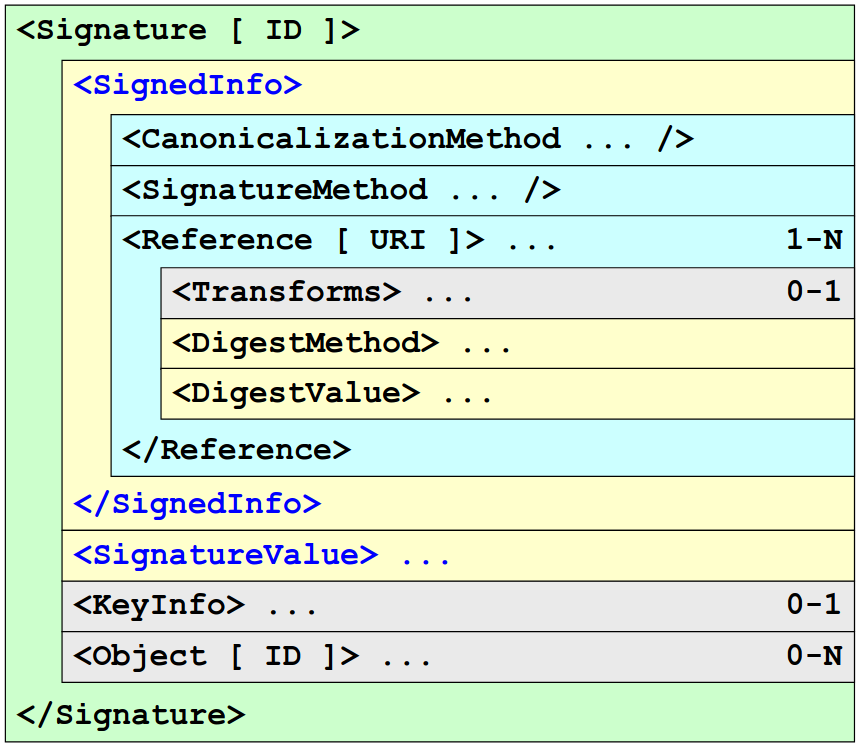 <Signature [ ID ]>
<SignedInfo>
<CanonicalizationMethod ... />
<SignatureMethod ... />
<Reference [ URI ]> ... 1-N
<Transforms> ... 0-1
<DigestMethod> ...
<DigestValue> ...
</Reference>
</SignedInfo>
<SignatureValue> ...
<KeyInfo> ... 0-1
<Object [ ID ]> ... 0-N
</Signature>